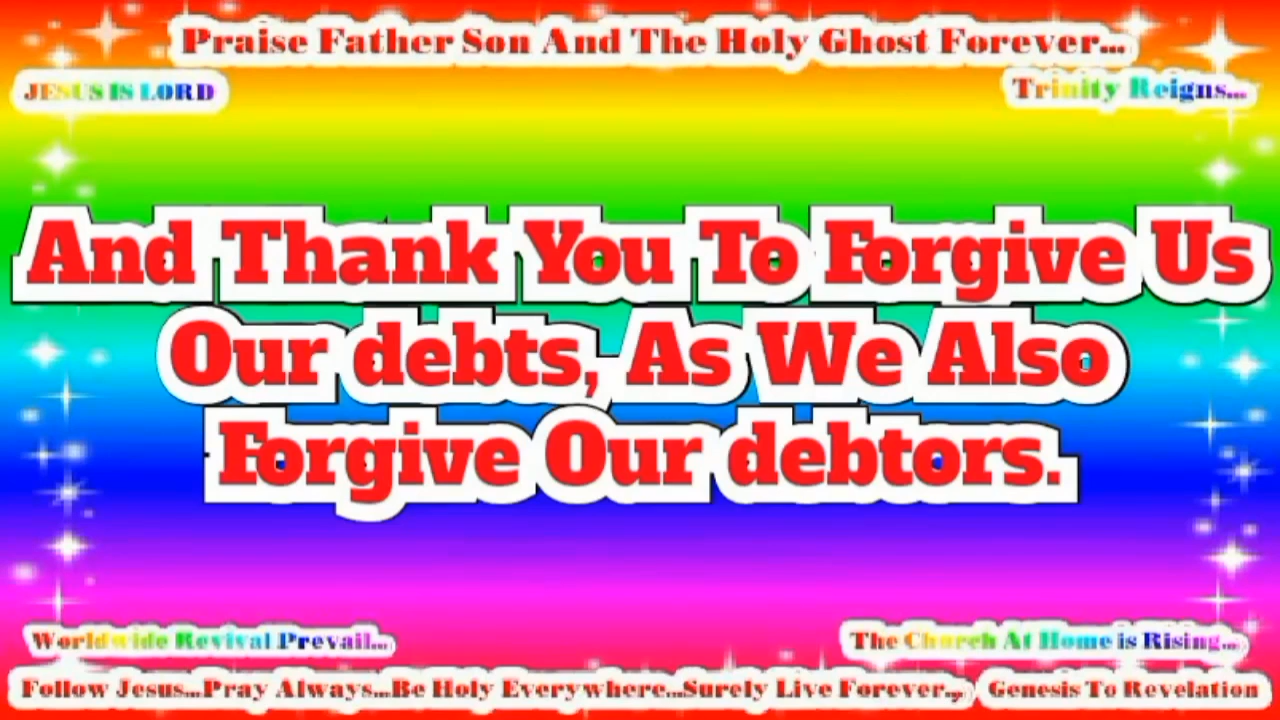 Praise Father Son And The Holy Ghost Forever...
JESUS IS LORD
Trinity Reigns...
And Thank You To Forgive Us
Our debts, As We Also
Forgive Our debtors.
Worldwide Revival Prevail...
The Church At Home is Rising...
Follow Jesus...Pray Always...Be Holy Everywhere...Surely Live Forever...
Genesis To Revelation